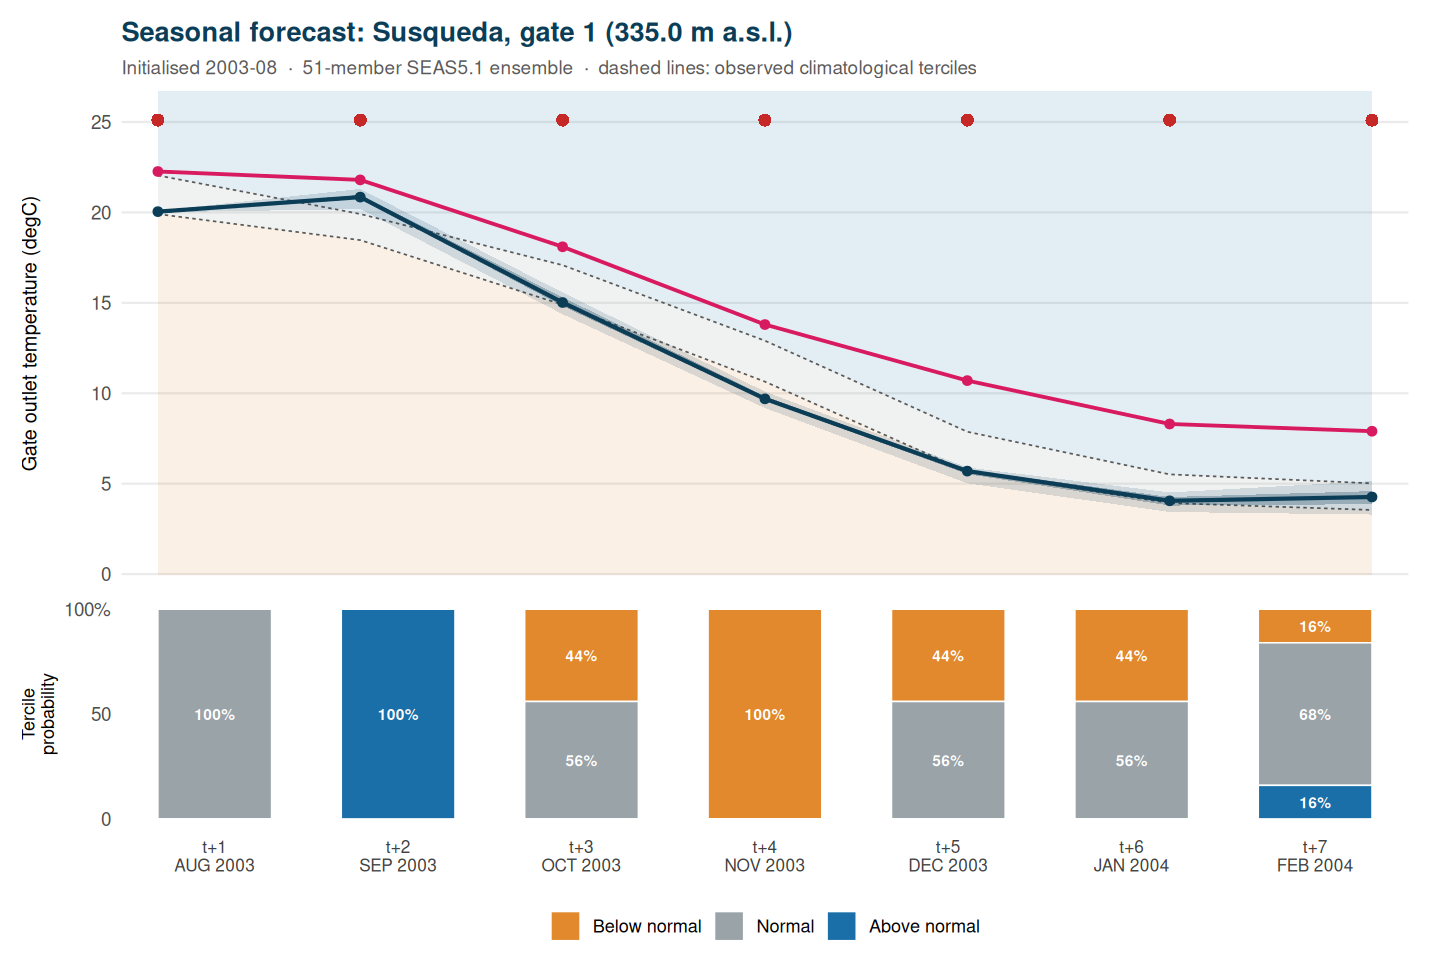 Seasonal forecast: Susqueda, gate 1 (335.0 m a.s.l.)
Initialised 2003-08 · 51-member SEAS5.1 ensemble · dashed lines: observed climatological terciles
Gate outlet temperature (degC)
25
20
15
10
5
0
Tercile
probability
100%
50
0
100%
100%
44%
56%
100%
44%
56%
44%
56%
16%
68%
16%
t+1
AUG 2003
t+2
SEP 2003
t+3
OCT 2003
t+4
NOV 2003
t+5
DEC 2003
t+6
JAN 2004
t+7
FEB 2004
Below normal
Normal
Above normal